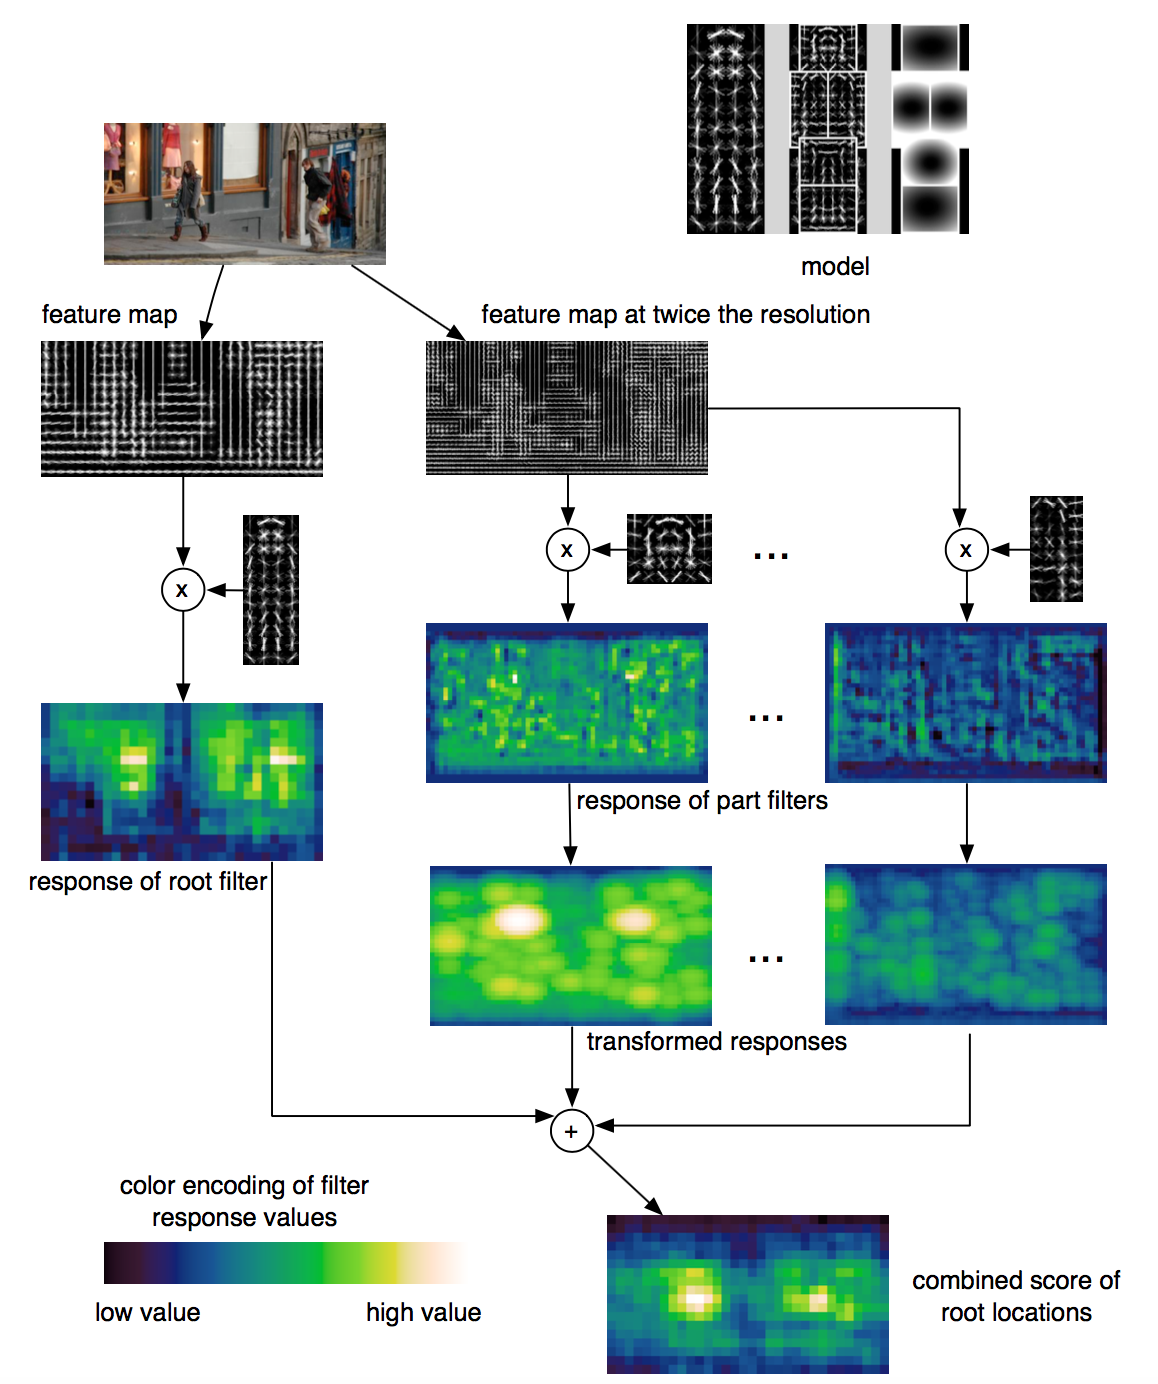 model
feature map
feature map at twice the resolution
x
x
...
x
...
response of part filters
response of root filter
...
transformed responses
+
color encoding of filter
response values
low value
high value
combined score of
root locations